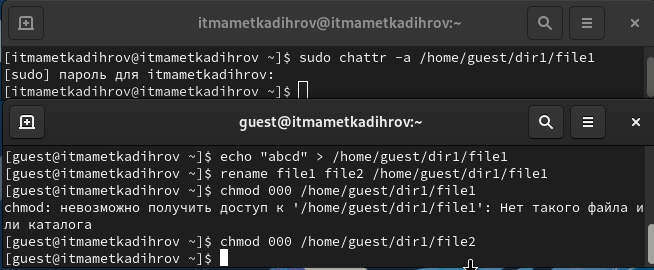 itmametkadihrov@itmametkadihrov:~
[itmametkadihrov@itmametkadihrov ~]$ sudo chattr -a /home/guest/dir1/file1
[sudo] пароль для itmametkadihrov:
[itmametkadihrov@itmametkadihrov ~]$
guest@itmametkadihrov:~
[guest@itmametkadihrov ~]$ echo "abcd" > /home/guest/dir1/file1
[guest@itmametkadihrov ~]$ rename file1 file2 /home/guest/dir1/file1
[guest@itmametkadihrov ~]$ chmod 000 /home/guest/dir1/file1
chmod: невозможно получить доступ к '/home/guest/dir1/file1': Нет такого файла и
ли каталога
[guest@itmametkadihrov ~]$ chmod 000 /home/guest/dir1/file2
[guest@itmametkadihrov ~]$